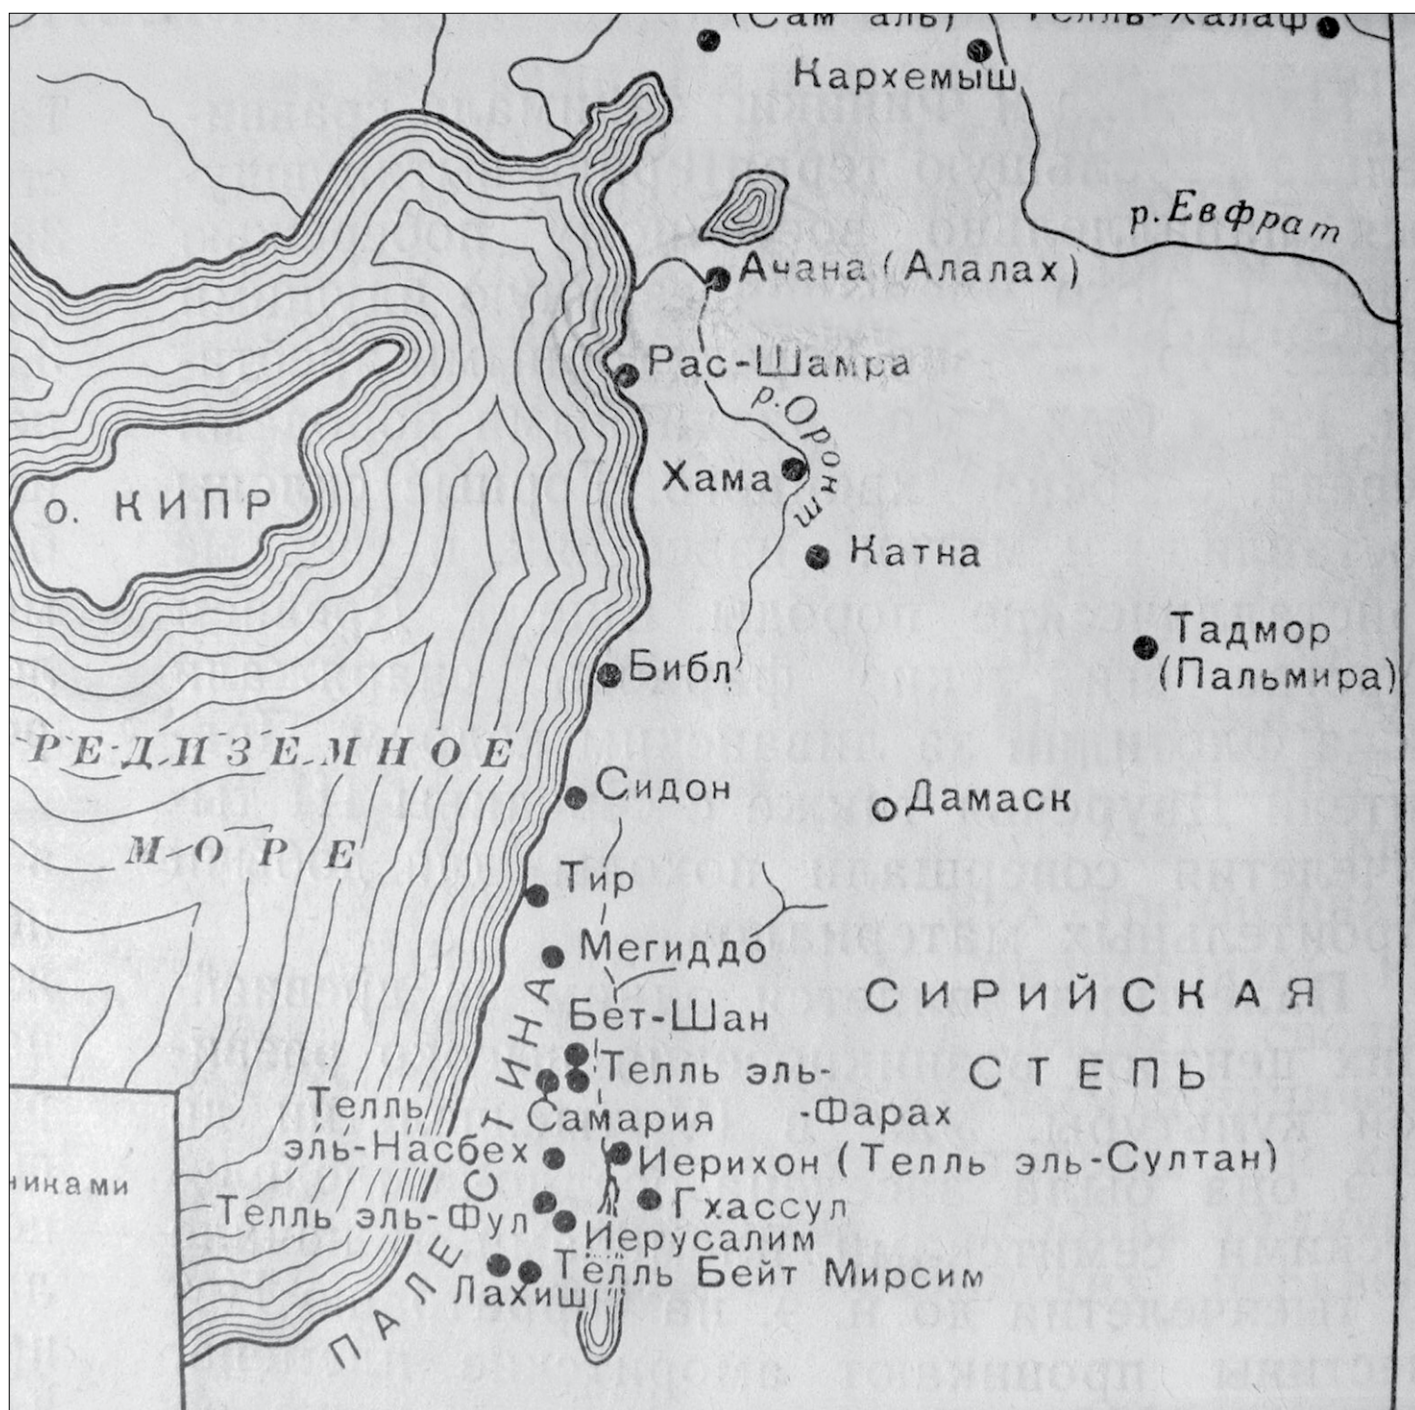 (Сам'аль)
Телль-Халаф
Кархемыш
р. Евфрат
Ачана (Алалах)
Рас-Шамра
р. Оронт
Хама
о. КИПР
Катна
Тадмор
(Пальмира)
Библ
РЕДИЗЕМНОЕ
МОРЕ
Сидон
Дамаск
Тир
Мегиддо
СИРИЙСКАЯ
СТЕПЬ
Бет-Шан
Телль эль-
-Фарах
Самария
Телль
эль-Насбех
Иерихон (Телль эль-Султан)
никами
Гхассул
Телль эль-Фул
Иерусалим
Телль Бейт Мирсим
Лахиш
ПАЛЕСТИНА